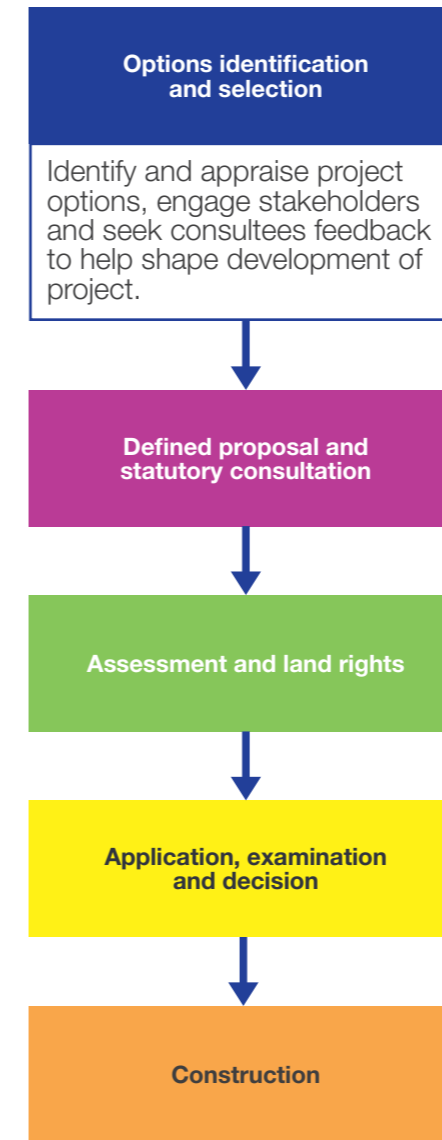 Options identification
and selection
Identify and appraise project
options, engage stakeholders
and seek consultees feedback
to help shape development of
project.
Defined proposal and
statutory consultation
Assessment and land rights
Application, examination
and decision
Construction